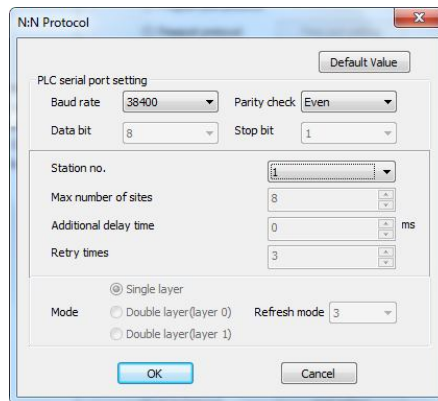 N:N Protocol
Default Value
PLC serial port setting
Baud rate 38400 Parity check Even
Data bit 8 Stop bit 1
Station no. 1
Max number of sites 8
Additional delay time 0 ms
Retry times 3
Single layer
Mode Double layer(layer 0) Refresh mode 3
Double layer(layer 1)
OK Cancel